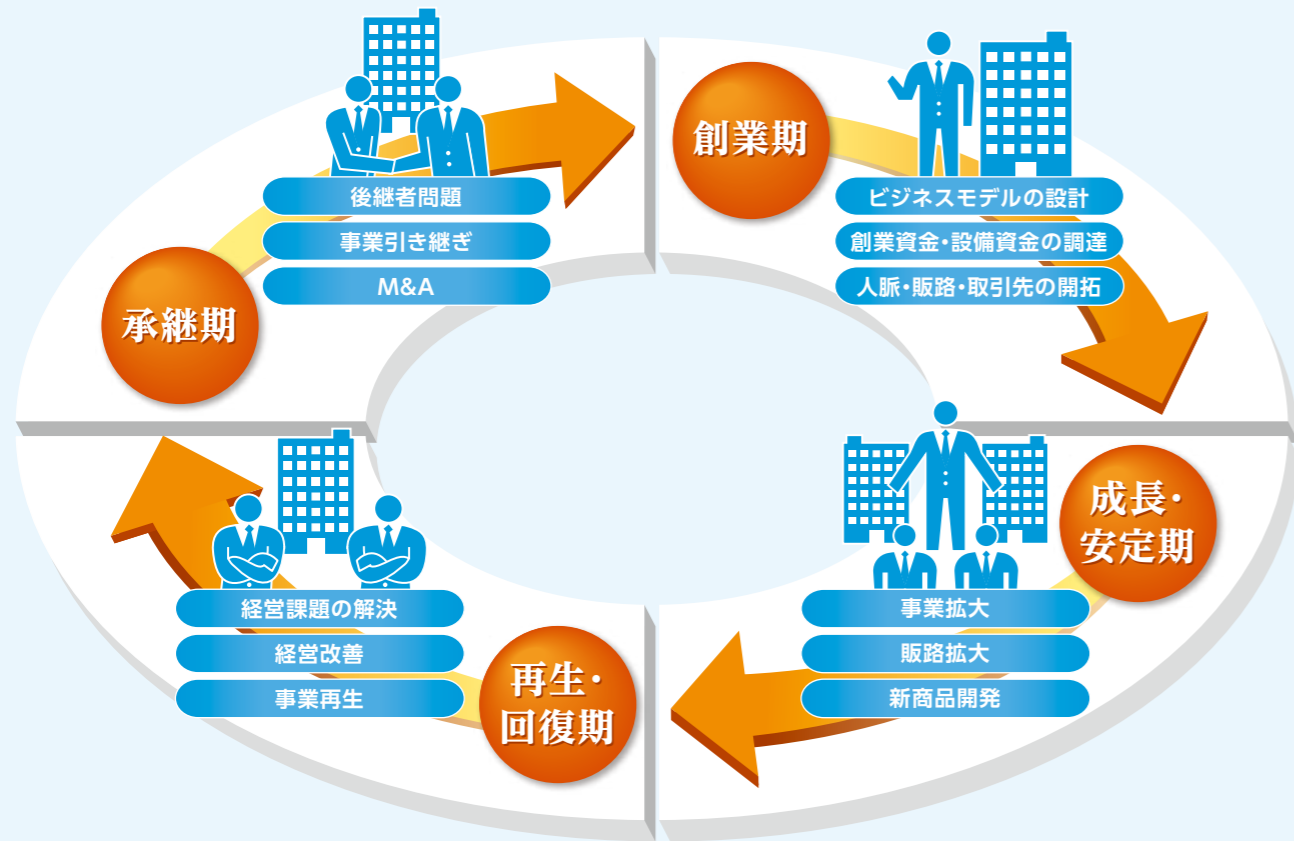 創業期
ビジネスモデルの設計
創業資金・設備資金の調達
人脈・販路・取引先の開拓
成長・
安定期
事業拡大
販路拡大
新商品開発
再生・
回復期
経営課題の解決
経営改善
事業再生
承継期
後継者問題
事業引き継ぎ
M&A